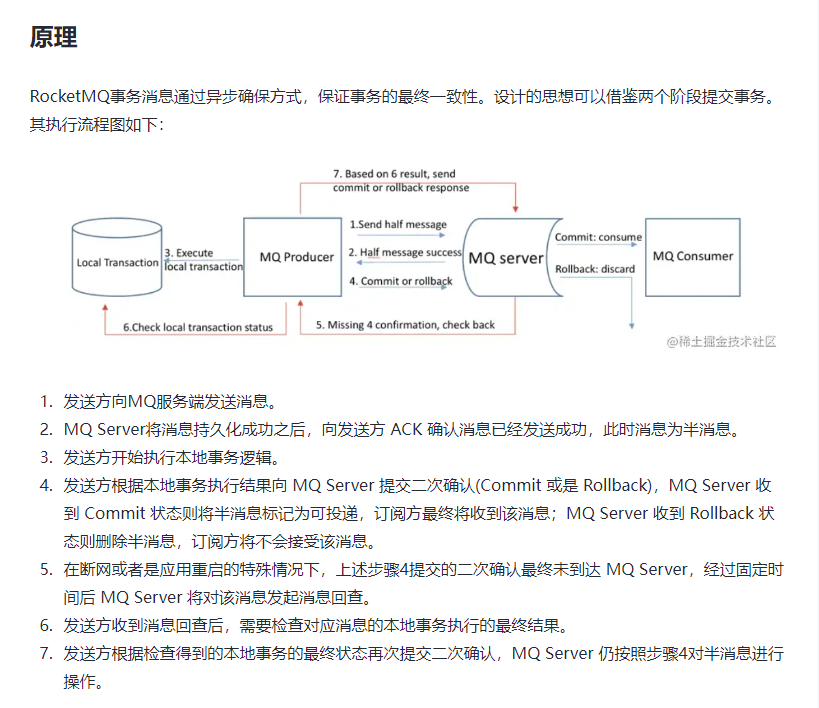 原理
RocketMQ事务消息通过异步确保方式，保证事务的最终一致性。设计的思想可以借鉴两个阶段提交事务。
其执行流程图如下：
7. Based on 6 result, send
commit or rollback response
1.Send half message
Commit: consume
3. Execute
local transaction
2. Half message success
Local Transaction
MQ Producer
MQ server
MQ Consumer
Rollback: discard
4. Commit or rollback
6.Check local transaction status
5. Missing 4 confirmation, check back
@稀土掘金技术社区
1. 发送方向MQ服务端发送消息。
2. MQ Server将消息持久化成功之后，向发送方 ACK 确认消息已经发送成功，此时消息为半消息。
3. 发送方开始执行本地事务逻辑。
4. 发送方根据本地事务执行结果向 MQ Server 提交二次确认(Commit 或是 Rollback)，MQ Server 收
到 Commit 状态则将半消息标记为可投递，订阅方最终将收到该消息；MQ Server 收到 Rollback 状
态则删除半消息，订阅方将不会接受该消息。
5. 在断网或者是应用重启的特殊情况下，上述步骤4提交的二次确认最终未到达 MQ Server，经过固定时
间后 MQ Server 将对该消息发起消息回查。
6. 发送方收到消息回查后，需要检查对应消息的本地事务执行的最终结果。
7. 发送方根据检查得到的本地事务的最终状态再次提交二次确认，MQ Server 仍按照步骤4对半消息进行
操作。